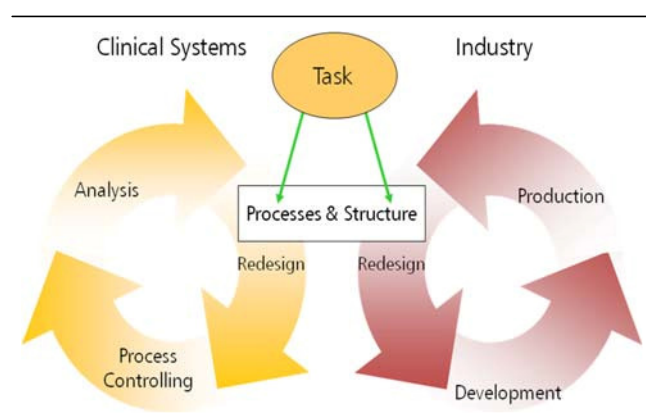 Clinical Systems
Task
Industry
Analysis
Production
Processes & Structure
Redesign
Redesign
Process
Controlling
Development